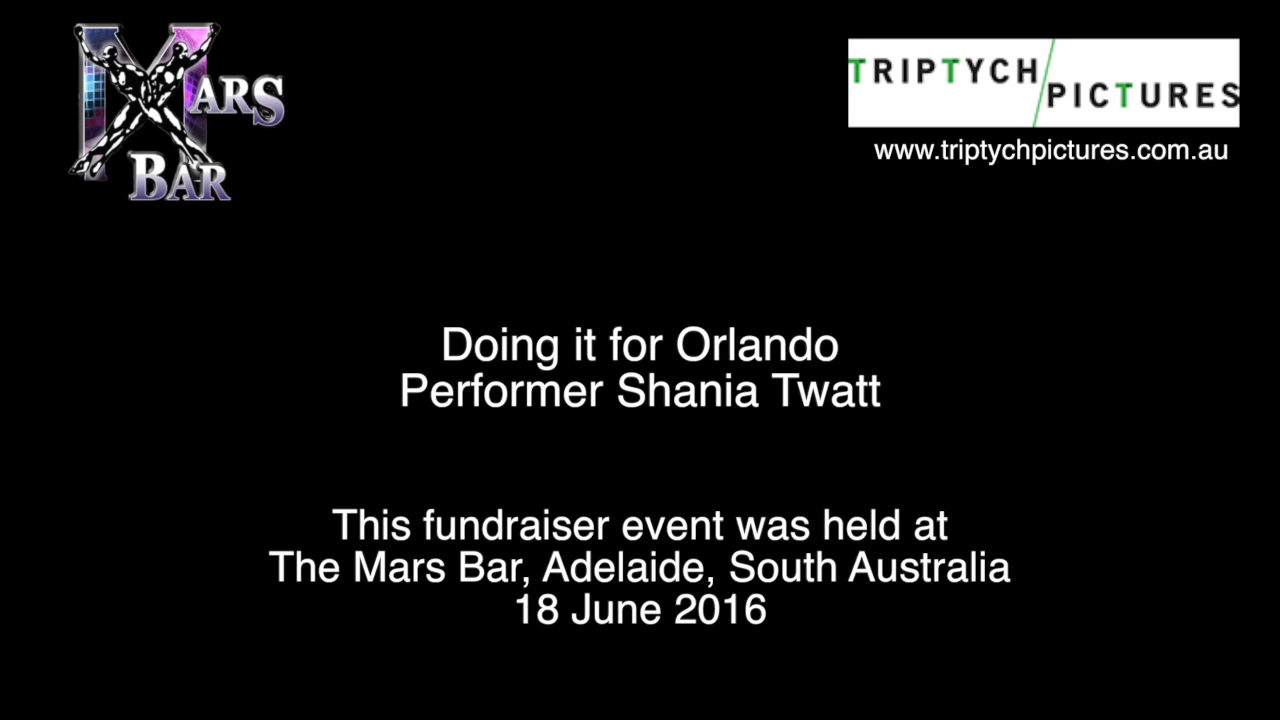 MARS
BAR
TRIPTYCH
PICTURES
www.triptychpictures.com.au
Doing it for Orlando
Performer Shania Twatt
This fundraiser event was held at
The Mars Bar, Adelaide, South Australia
18 June 2016